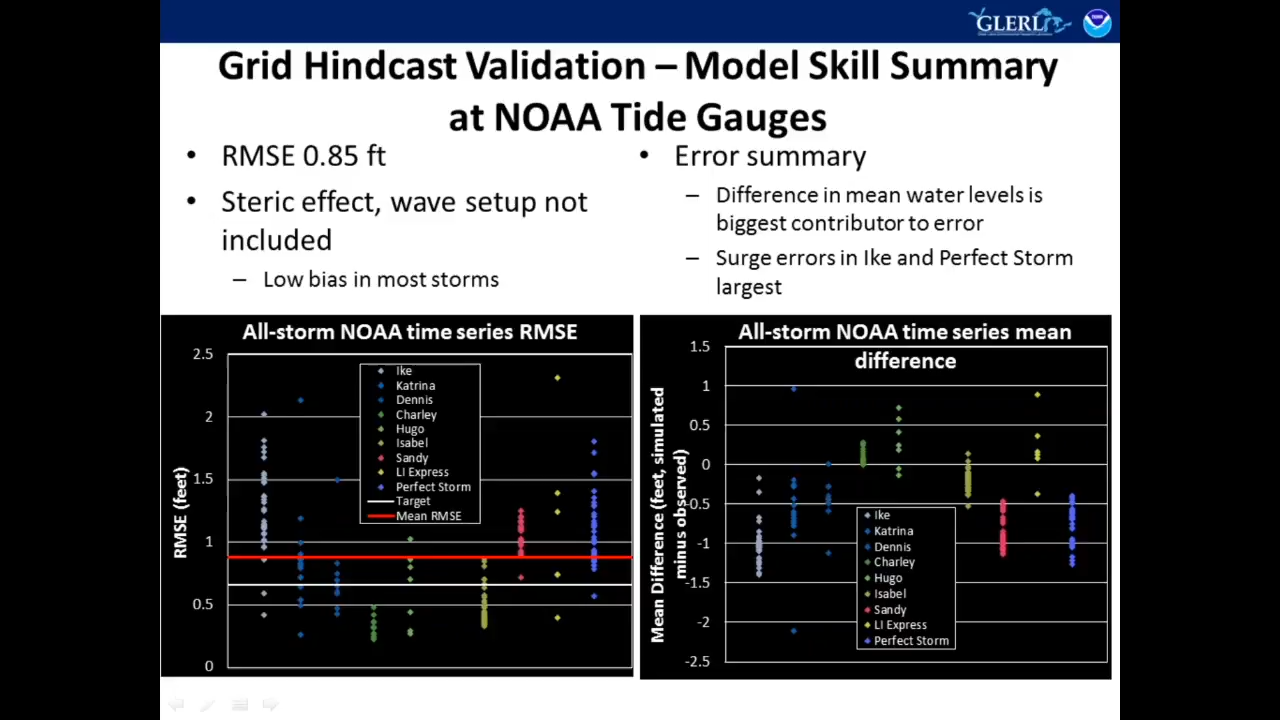 GLERL
Grid Hindcast Validation – Model Skill Summary
at NOAA Tide Gauges
• RMSE 0.85 ft
• Steric effect, wave setup not
included
– Low bias in most storms
• Error summary
– Difference in mean water levels is
biggest contributor to error
– Surge errors in Ike and Perfect Storm
largest
All-storm NOAA time series RMSE
2.5
2
1.5
1
0.5
0
RMSE (feet)
Ike
Katrina
Dennis
Charley
Hugo
Isabel
Sandy
LI Express
Perfect Storm
Target
Mean RMSE
All-storm NOAA time series mean
difference
1.5
1
0.5
0
-0.5
-1
-1.5
-2
-2.5
Mean Difference (feet, simulated
minus observed)
Ike
Katrina
Dennis
Charley
Hugo
Isabel
Sandy
LI Express
Perfect Storm